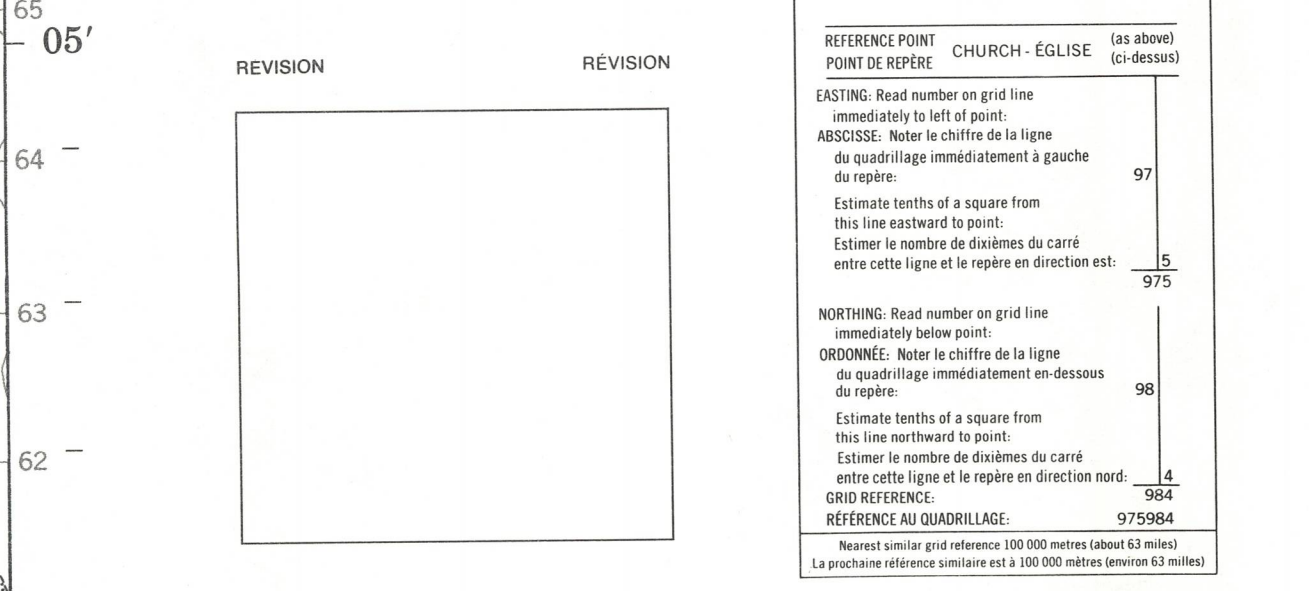 65
05′
64
63
62
REVISION RÉVISION
REFERENCE POINT
POINT DE REPÈRE
CHURCH - ÉGLISE
(as above)
(ci-dessus)
EASTING: Read number on grid line
immediately to left of point:
ABSCISSE: Noter le chiffre de la ligne
du quadrillage immédiatement à gauche
du repère: 97
Estimate tenths of a square from
this line eastward to point:
Estimer le nombre de dixièmes du carré
entre cette ligne et le repère en direction est: 5
975
NORTHING: Read number on grid line
immediately below point:
ORDONNÉE: Noter le chiffre de la ligne
du quadrillage immédiatement en-dessous
du repère: 98
Estimate tenths of a square from
this line northward to point:
Estimer le nombre de dixièmes du carré
entre cette ligne et le repère en direction nord: 4
GRID REFERENCE: 984
RÉFÉRENCE AU QUADRILLAGE: 975984
Nearest similar grid reference 100 000 metres (about 63 miles)
La prochaine référence similaire est à 100 000 mètres (environ 63 milles)